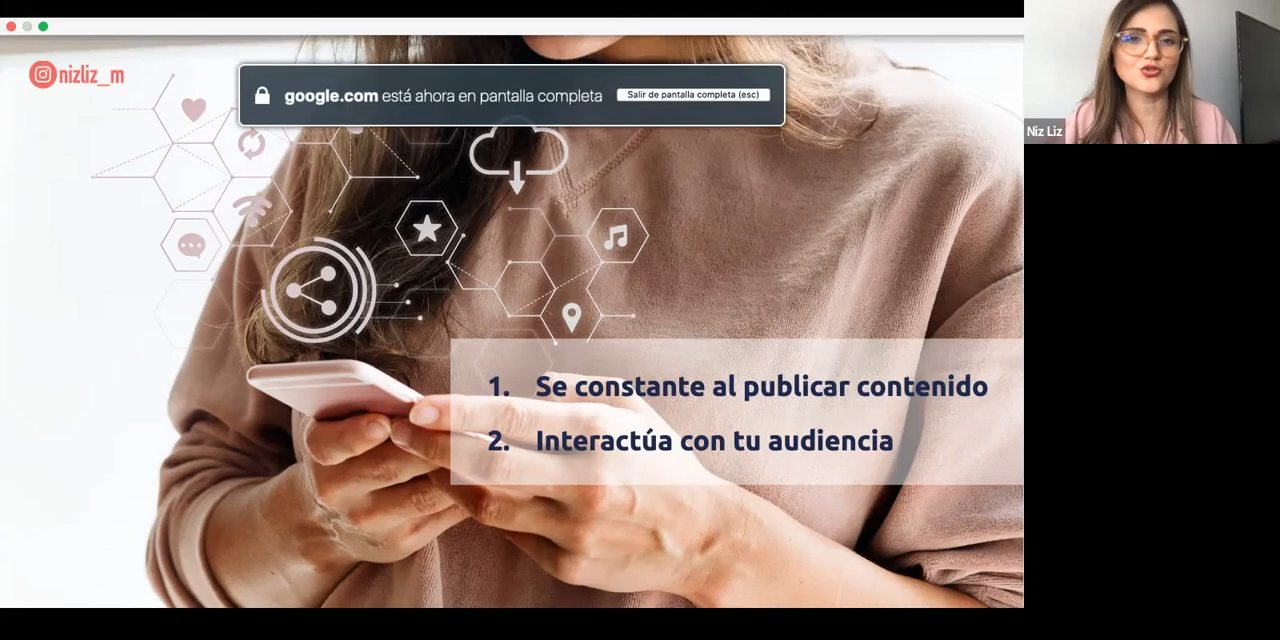 nizliz_m
google.com está ahora en pantalla completa
Salir de pantalla completa (esc)
Niz Liz
1. Se constante al publicar contenido
2. Interactúa con tu audiencia